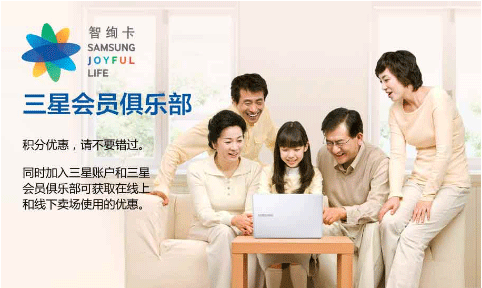 智绚卡
SAMSUNG
JOYFUL
LIFE
三星会员俱乐部
积分优惠，请不要错过。
同时加入三星账户和三星
会员俱乐部可获取在线上
和线下卖场使用的优惠。
SAMSUNG